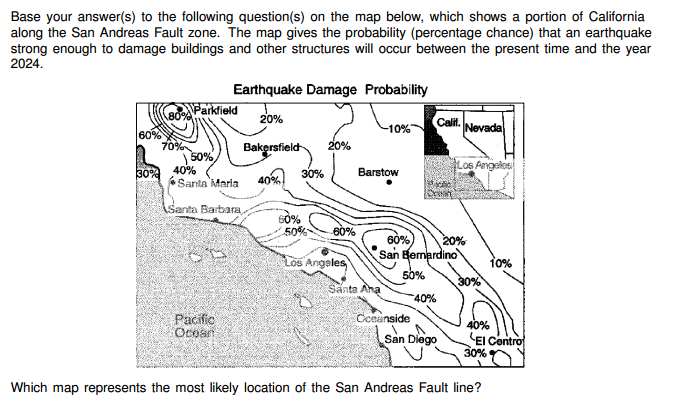 Base your answer(s) to the following question(s) on the map below, which shows a portion of California
along the San Andreas Fault zone. The map gives the probability (percentage chance) that an earthquake
strong enough to damage buildings and other structures will occur between the present time and the year
2024.
Earthquake Damage Probability
80%
Parkfield
20%
10%
Calif.
Nevada
60%
70%
Bakersfield
20%
50%
Los Angeles
30%
40%
Santa Maria
40%
30%
Barstow
Pacific
Ocean
Santa Barbara
60%
50%
60%
60%
20%
San Bernardino
Los Angeles
10%
50%
30%
Santa Ana
40%
Pacific
Ocean
Oceanside
40%
San Diego
El Centro
30%
Which map represents the most likely location of the San Andreas Fault line?